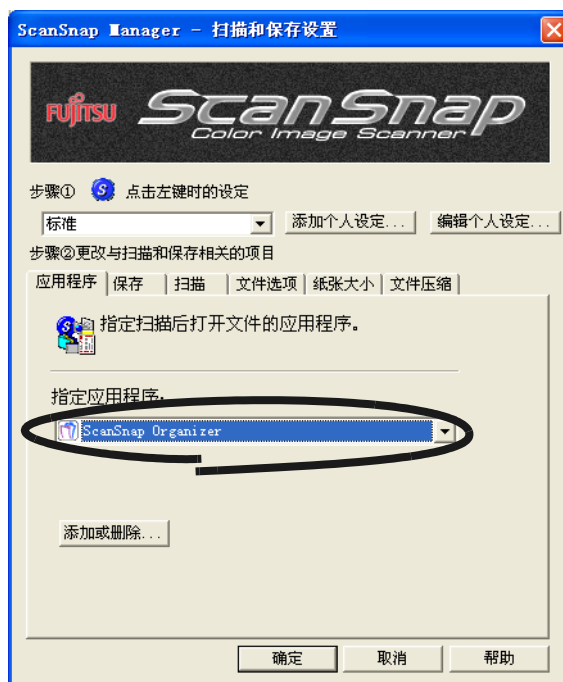 ScanSnap Manager - 扫描和保存设置
FUJITSU ScanSnap
Color Image Scanner
步骤① S 点击左键时的设定
标准 添加个人设定... 编辑个人设定...
步骤②更改与扫描和保存相关的项目
应用程序 保存 扫描 文件选项 纸张大小 文件压缩
指定扫描后打开文件的应用程序。
指定应用程序:
ScanSnap Organizer
添加或删除...
确定 取消 帮助